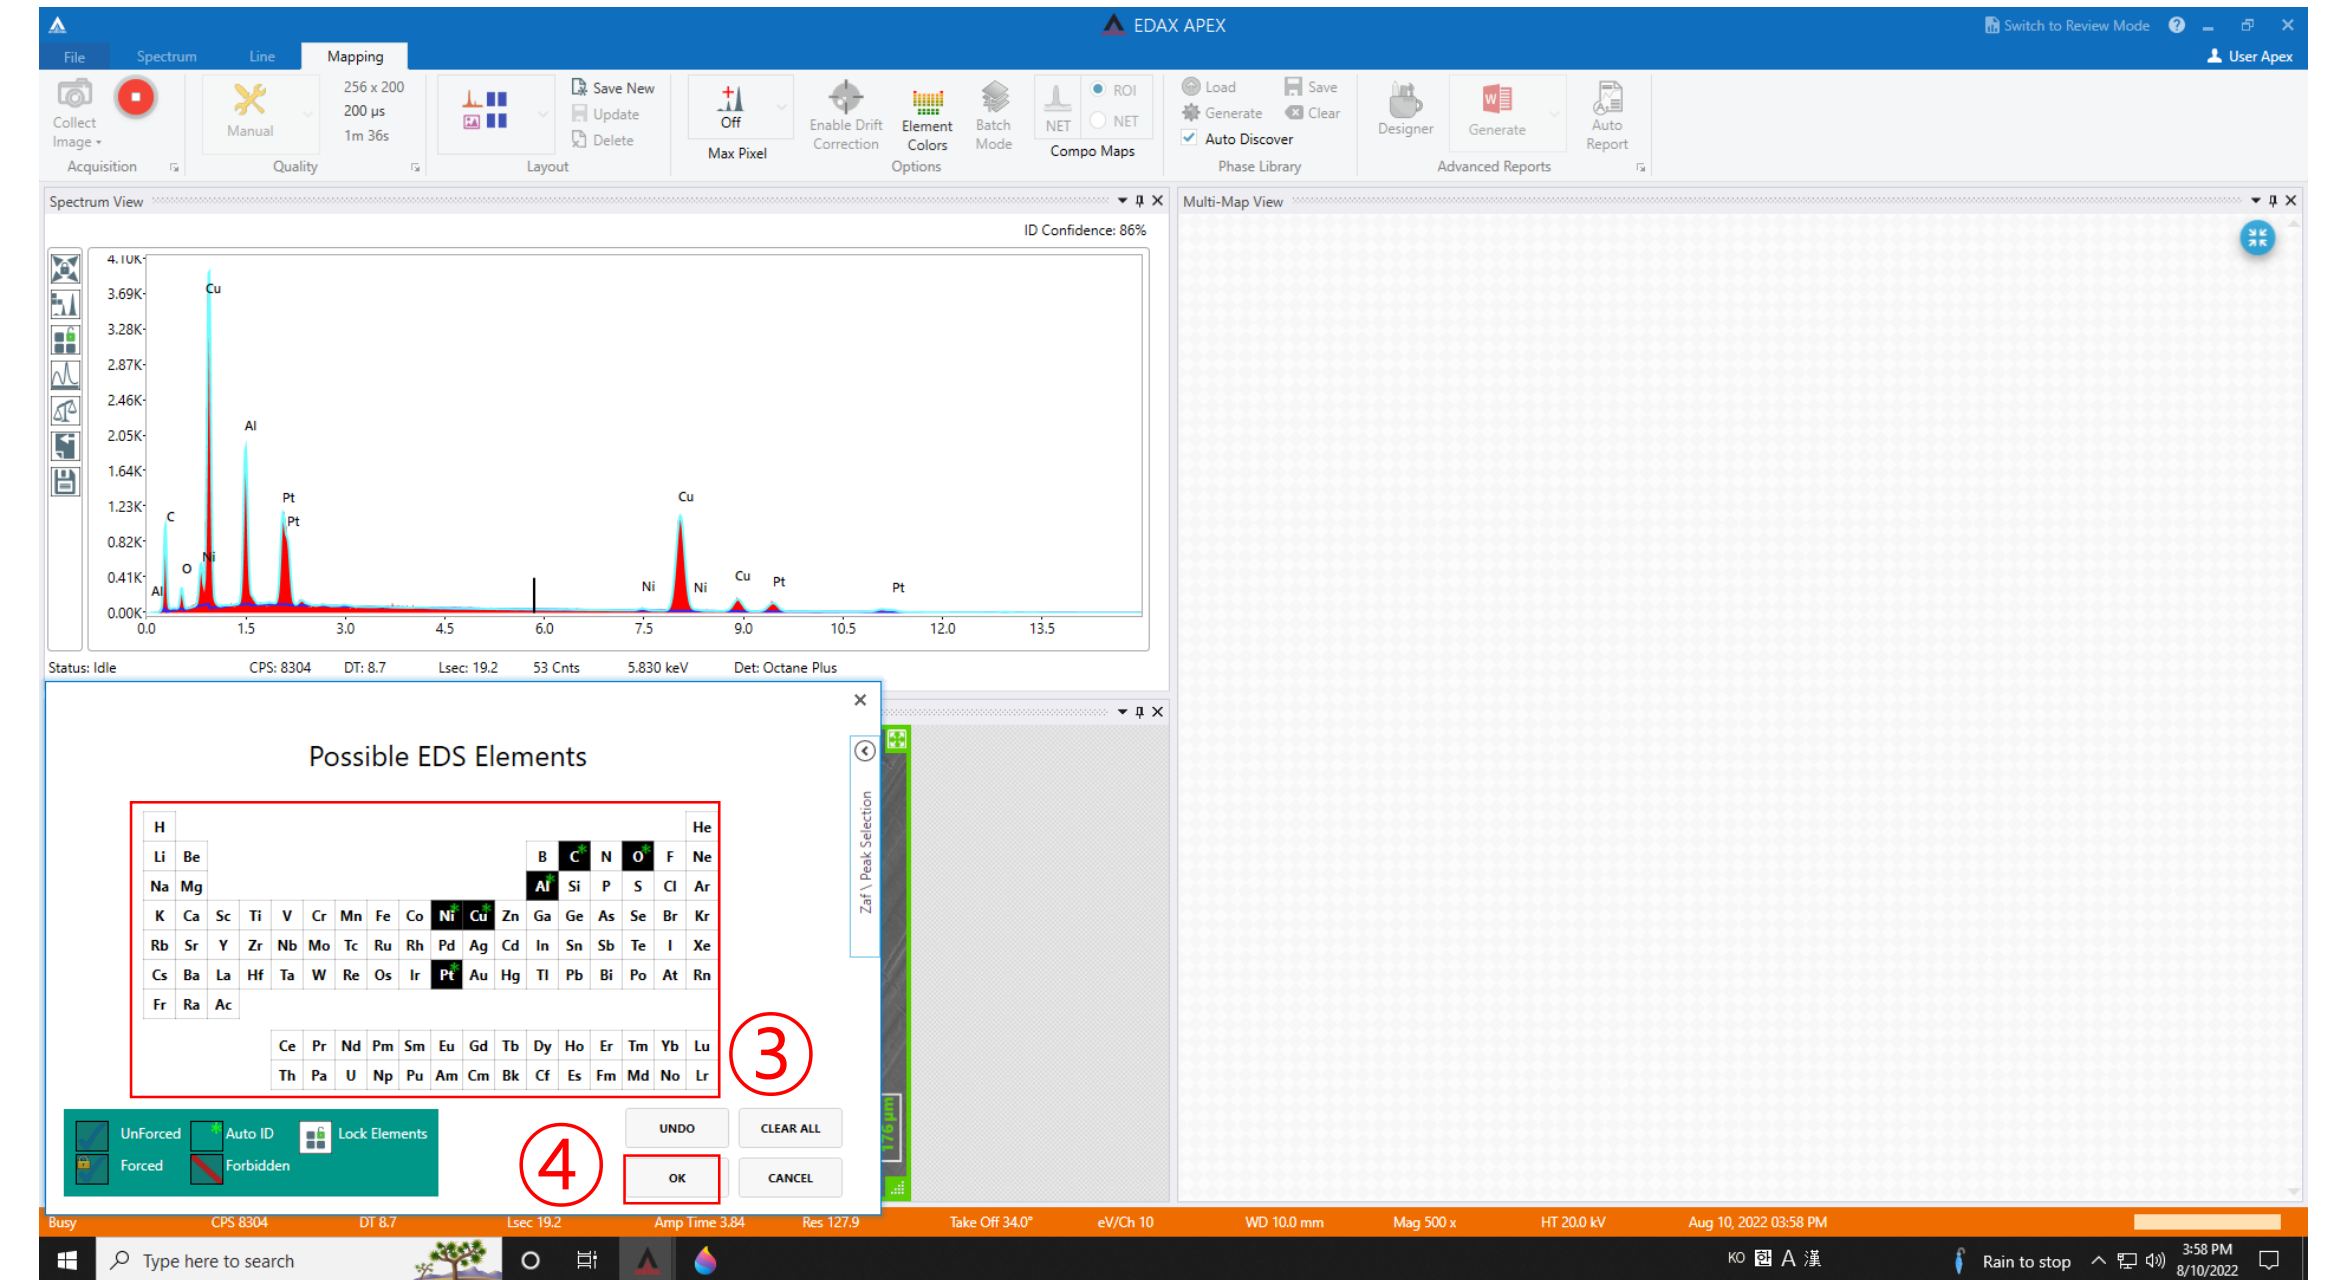 EDAX APEX
Switch to Review Mode
File Spectrum Line Mapping
User Apex
Collect Image
Acquisition
Manual
256 x 200
200 µs
1m 36s
Quality
Save New
Update
Delete
Layout
Off
Max Pixel
Enable Drift Correction
Element Colors
Batch Mode
Options
NET
ROI
NET
Compo Maps
Load Save
Generate Clear
Auto Discover
Phase Library
Designer
Generate
Auto Report
Advanced Reports
Spectrum View
Multi-Map View
ID Confidence: 86%
4.10K
3.69K
3.28K
2.87K
2.46K
2.05K
1.64K
1.23K
0.82K
0.41K
0.00K
Cu
Al
Pt
Pt
C
O
Ni
Al
Cu
Ni
Ni
Cu
Pt
Pt
0.0 1.5 3.0 4.5 6.0 7.5 9.0 10.5 12.0 13.5
Status: Idle CPS: 8304 DT: 8.7 Lsec: 19.2 53 Cnts 5.830 keV Det: Octane Plus
Possible EDS Elements
Zaf \ Peak Selection
H He
Li Be B C* N O* F Ne
Na Mg Al* Si P S Cl Ar
K Ca Sc Ti V Cr Mn Fe Co Ni* Cu* Zn Ga Ge As Se Br Kr
Rb Sr Y Zr Nb Mo Tc Ru Rh Pd Ag Cd In Sn Sb Te I Xe
Cs Ba La Hf Ta W Re Os Ir Pt* Au Hg Tl Pb Bi Po At Rn
Fr Ra Ac
Ce Pr Nd Pm Sm Eu Gd Tb Dy Ho Er Tm Yb Lu
Th Pa U Np Pu Am Cm Bk Cf Es Fm Md No Lr
③
UnForced Auto ID Lock Elements
Forced Forbidden
④
UNDO CLEAR ALL
OK CANCEL
176 µm
Busy CPS 8304 DT 8.7 Lsec 19.2 Amp Time 3.84 Res 127.9 Take Off 34.0° eV/Ch 10 WD 10.0 mm Mag 500 x HT 20.0 kV Aug 10, 2022 03:58 PM
Type here to search
KO 한 A 漢
Rain to stop
3:58 PM
8/10/2022